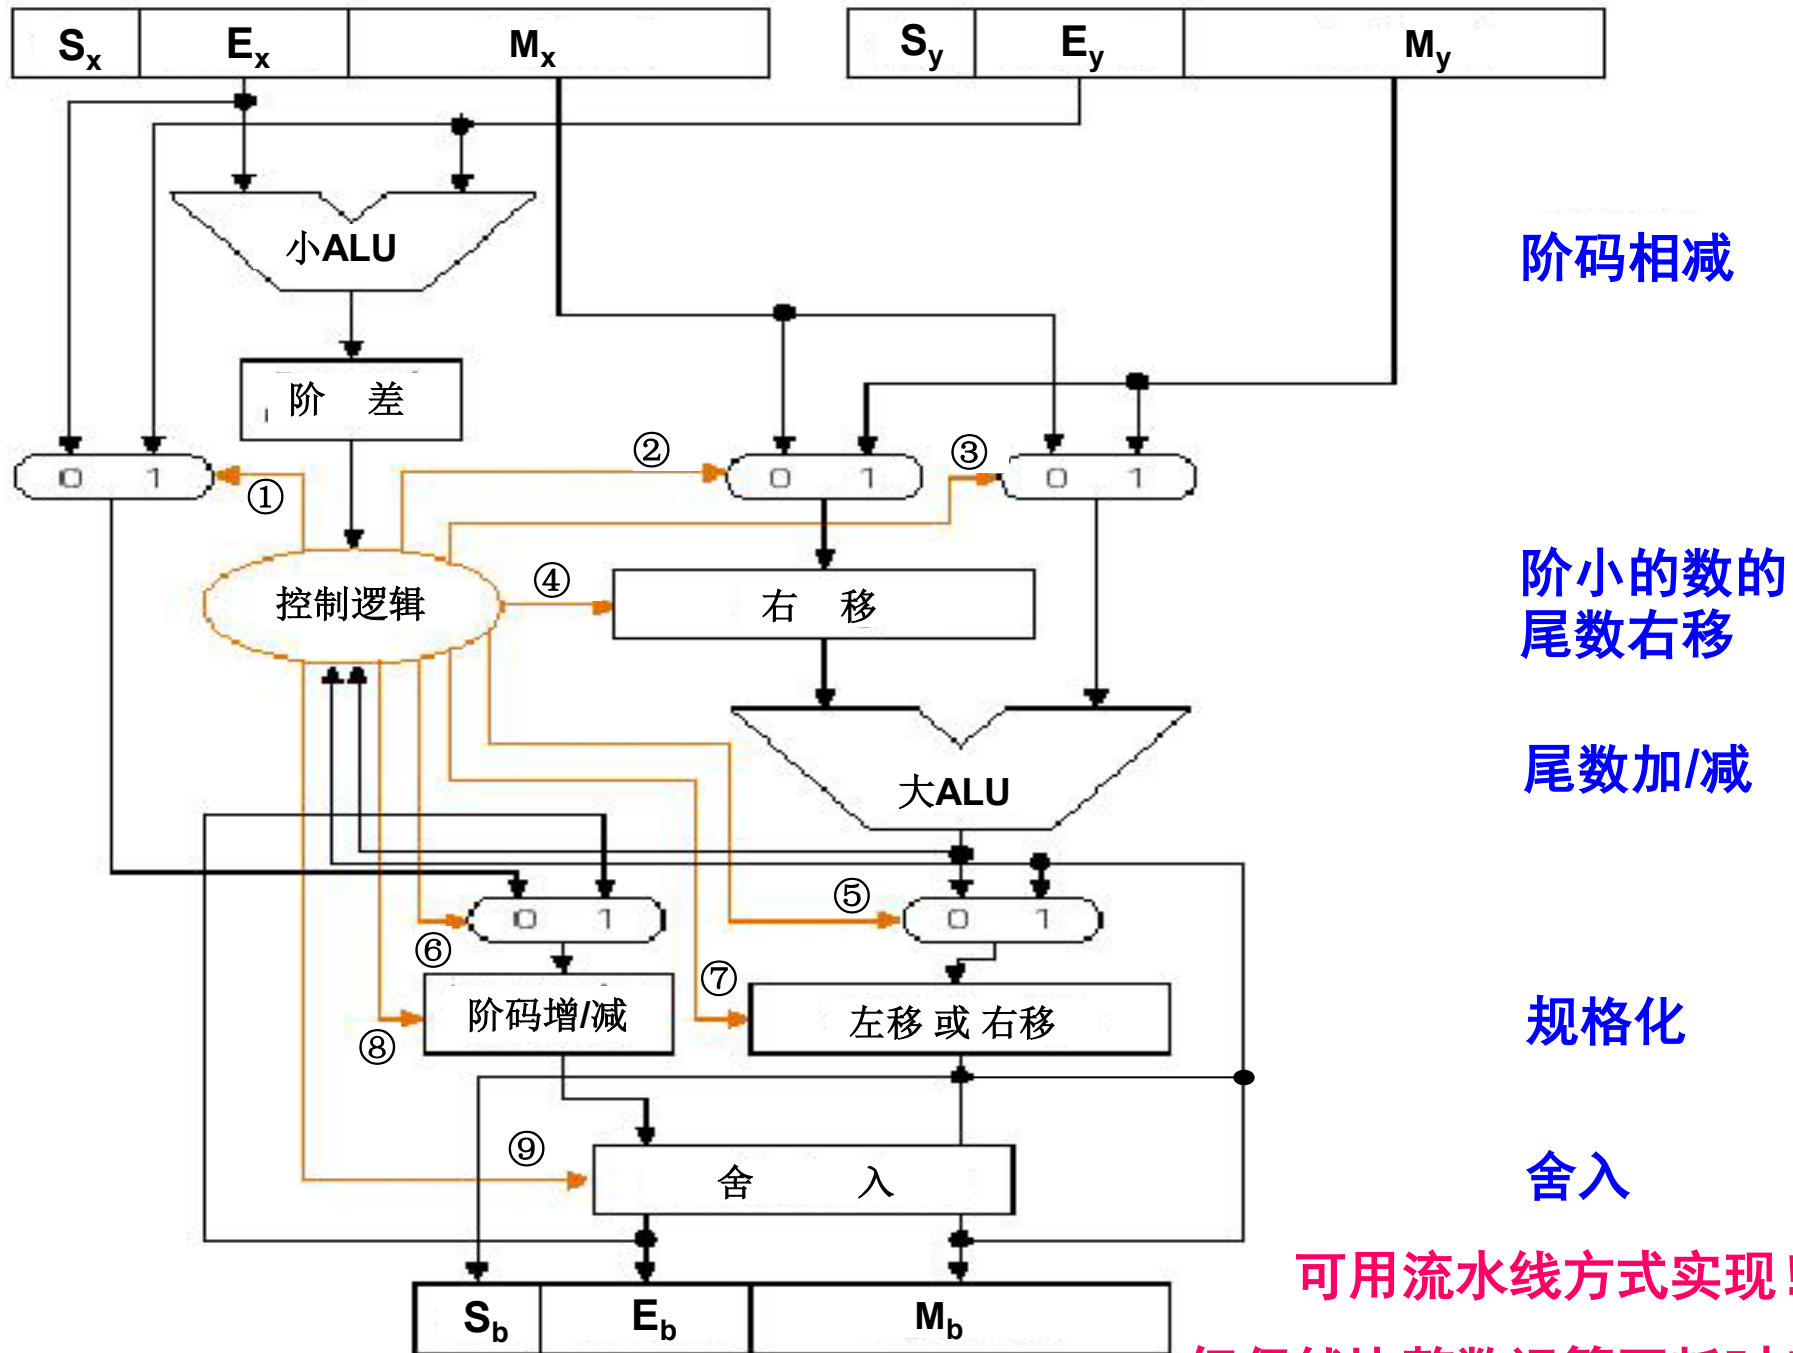 Sx Ex Mx Sy Ey My
小ALU
阶码相减
阶 差
0 1
②
0 1
③
0 1
①
控制逻辑
④
右 移
阶小的数的
尾数右移
大ALU
尾数加/减
⑥
0 1
⑤
0 1
⑧
阶码增/减
⑦
左移 或 右移
规格化
⑨
舍 入
舍入
可用流水线方式实现!
Sb Eb Mb